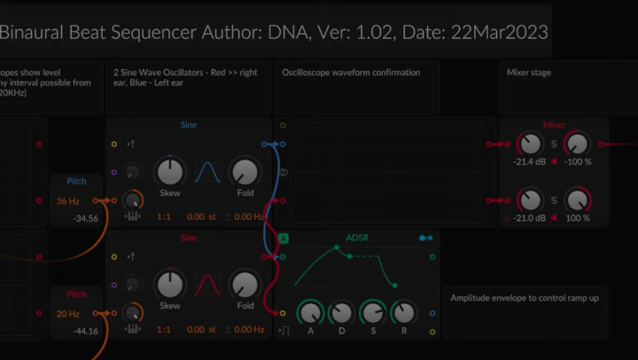 Binaural Beat Sequencer Author: DNA, Ver: 1.02, Date: 22Mar2023
opes show level
ny interval possible from
20KHz)
2 Sine Wave Oscillators - Red >> right
ear, Blue - Left ear
Oscilloscope waveform confirmation
Mixer stage
Sine
Mixer
S
-21.4 dB
-100 %
Pitch
36 Hz
-34.56
Skew
Fold
1:1
0.00 st
± 0.00 Hz
S
-21.0 dB
100 %
Sine
A
ADSR
Pitch
20 Hz
-44.16
Skew
Fold
1:1
0.00 st
± 0.00 Hz
A
D
S
R
Amplitude envelope to control ramp up